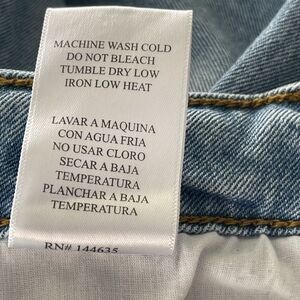 MACHINE WASH COLD
DO NOT BLEACH
TUMBLE DRY LOW
IRON LOW HEAT
LAVAR A MAQUINA
CON AGUA FRIA
NO USAR CLORO
SECAR A BAJA
TEMPERATURA
PLANCHAR A BAJA
TEMPERATURA
RN# 144635